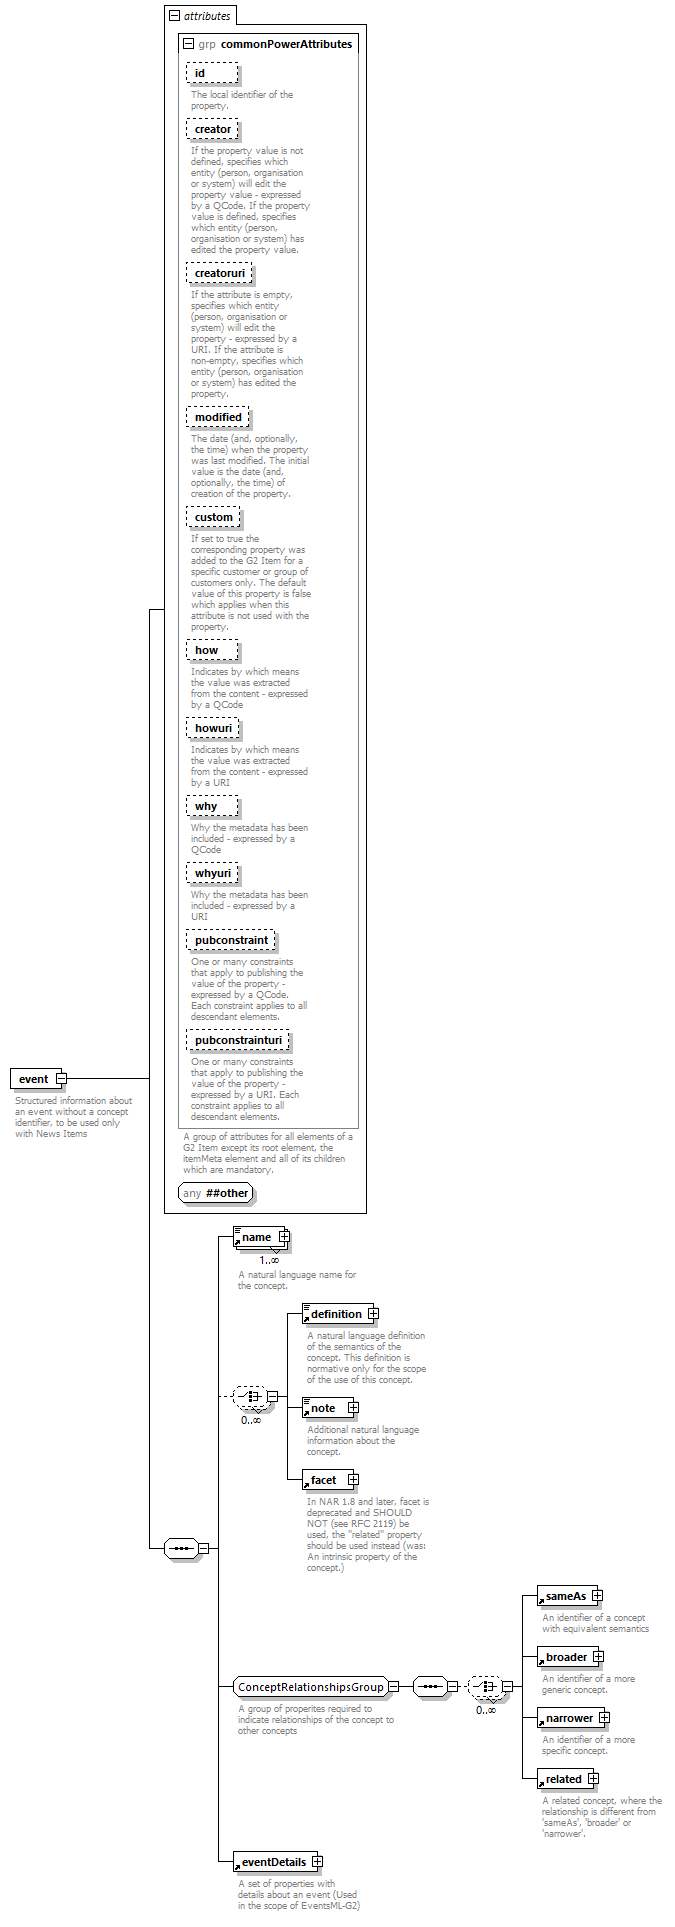 attributes
grp commonPowerAttributes
id
The local identifier of the
property.
creator
If the property value is not
defined, specifies which
entity (person, organisation
or system) will edit the
property value - expressed
by a QCode. If the property
value is defined, specifies
which entity (person,
organisation or system) has
edited the property value.
creatoruri
If the attribute is empty,
specifies which entity
(person, organisation or
system) will edit the
property - expressed by a
URI. If the attribute is
non-empty, specifies which
entity (person, organisation
or system) has edited the
property.
modified
The date (and, optionally,
the time) when the property
was last modified. The initial
value is the date (and,
optionally, the time) of
creation of the property.
custom
If set to true the
corresponding property was
added to the G2 Item for a
specific customer or group of
customers only. The default
value of this property is false
which applies when this
attribute is not used with the
property.
how
Indicates by which means
the value was extracted
from the content - expressed
by a QCode
howuri
Indicates by which means
the value was extracted
from the content - expressed
by a URI
why
Why the metadata has been
included - expressed by a
QCode
whyuri
Why the metadata has been
included - expressed by a
URI
pubconstraint
One or many constraints
that apply to publishing the
value of the property -
expressed by a QCode.
Each constraint applies to all
descendant elements.
pubconstrainturi
One or many constraints
that apply to publishing the
value of the property -
expressed by a URI. Each
constraint applies to all
descendant elements.
A group of attributes for all elements of a
G2 Item except its root element, the
itemMeta element and all of its children
which are mandatory.
any ##other
event
Structured information about
an event without a concept
identifier, to be used only
with News Items
name
1..∞
A natural language name for
the concept.
definition
A natural language definition
of the semantics of the
concept. This definition is
normative only for the scope
of the use of this concept.
0..∞
note
Additional natural language
information about the
concept.
facet
In NAR 1.8 and later, facet is
deprecated and SHOULD
NOT (see RFC 2119) be
used, the "related" property
should be used instead (was:
An intrinsic property of the
concept.)
ConceptRelationshipsGroup
A group of properites required to
indicate relationships of the concept to
other concepts
0..∞
sameAs
An identifier of a concept
with equivalent semantics
broader
An identifier of a more
generic concept.
narrower
An identifier of a more
specific concept.
related
A related concept, where the
relationship is different from
'sameAs', 'broader' or
'narrower'.
eventDetails
A set of properties with
details about an event (Used
in the scope of EventsML-G2)